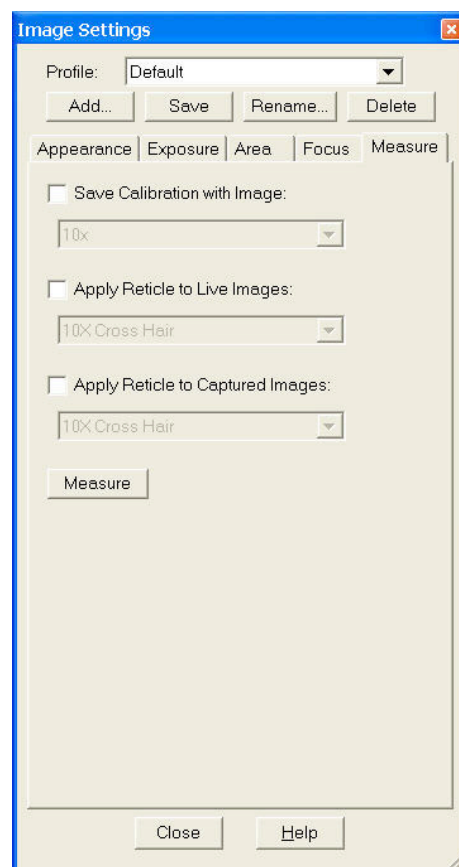 Image Settings
Profile: Default
Add... Save Rename... Delete
Appearance Exposure Area Focus Measure
Save Calibration with Image:
10x
Apply Reticle to Live Images:
10X Cross Hair
Apply Reticle to Captured Images:
10X Cross Hair
Measure
Close Help